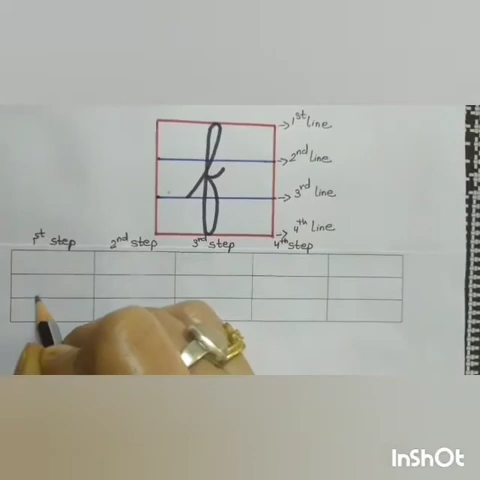 f
1st line
2nd line
3rd line
4th line
1st step 2nd step 3rd step 4th step
InShOt